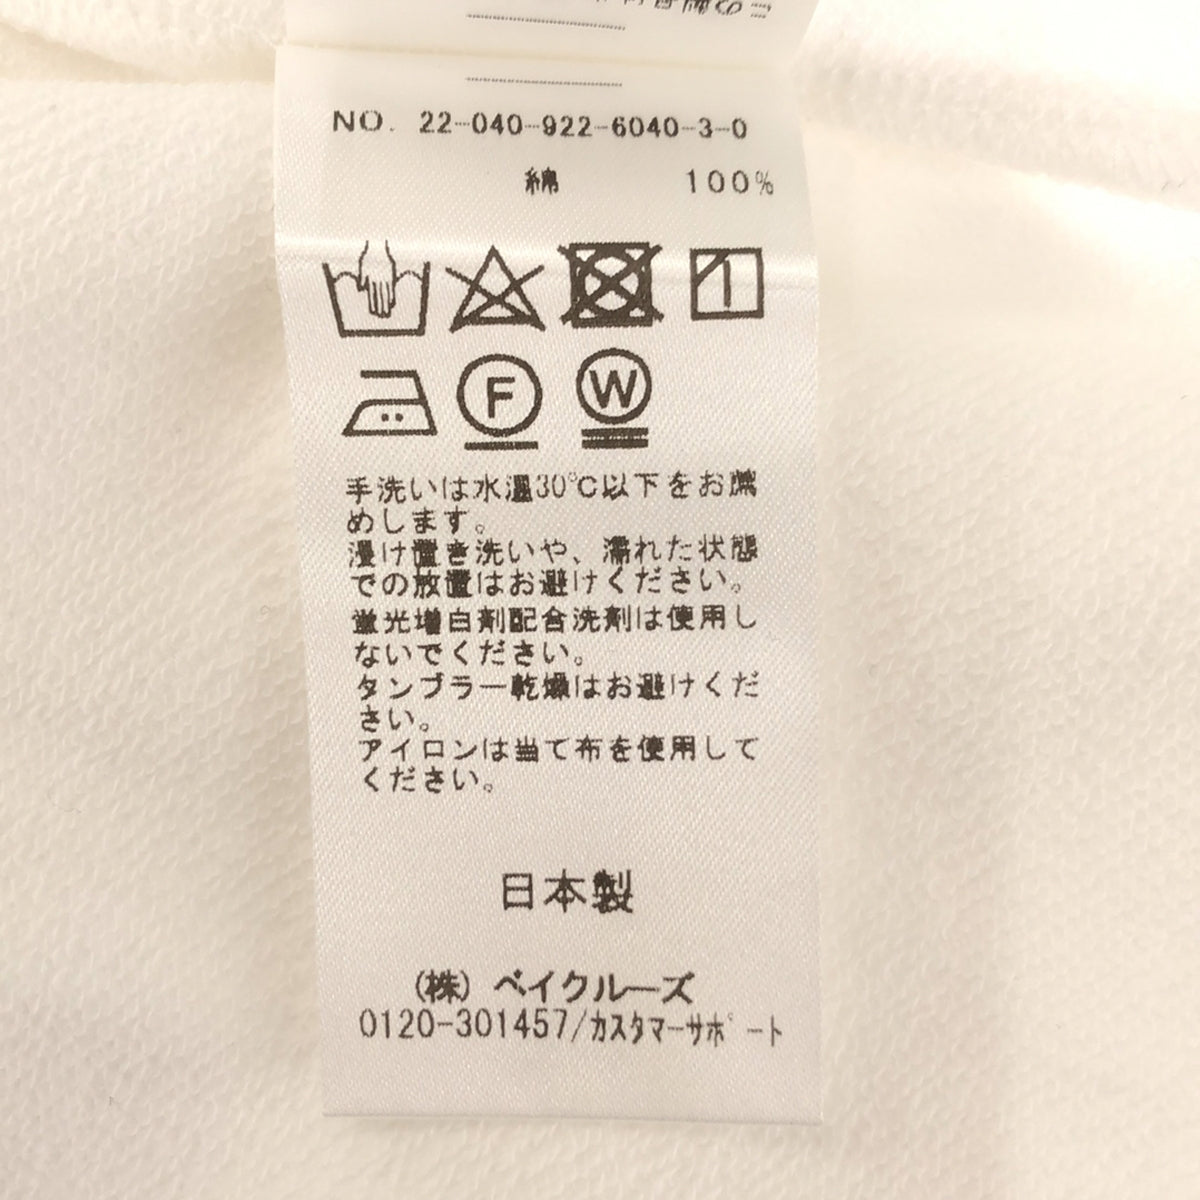 NO. 22-040-922-6040-3-0
綿 100%
1
F W
手洗いは水温30℃以下をお薦
めします。
浸け置き洗いや、濡れた状態
での放置はお避けください。
蛍光増白剤配合洗剤は使用し
ないでください。
タンブラー乾燥はお避けくだ
さい。
アイロンは当て布を使用して
ください。
日本製
(株) ベイクルーズ
0120-301457/カスタマーサポート